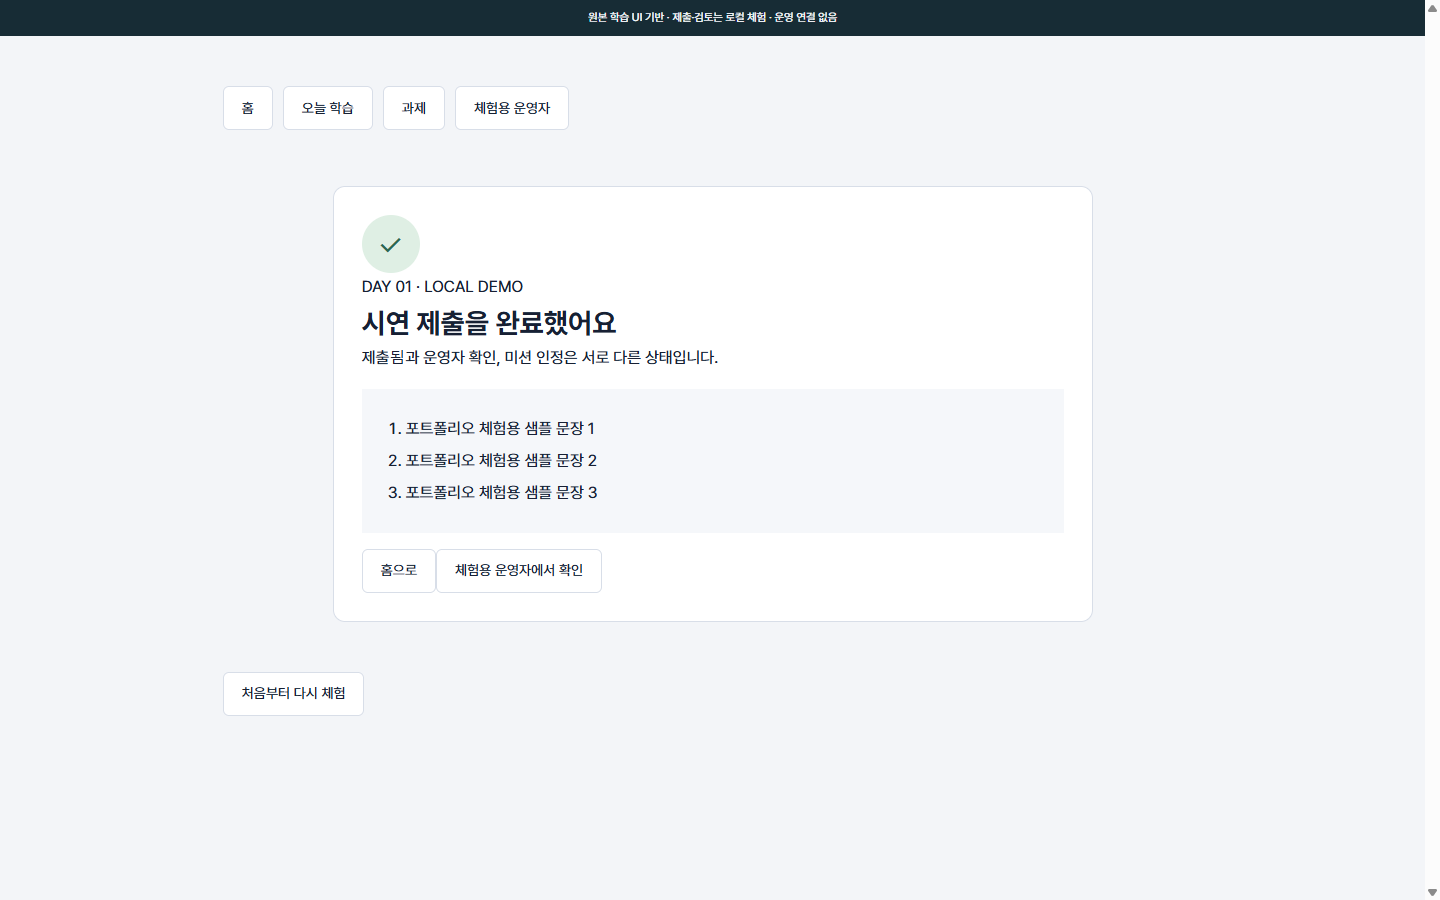 원본 학습 UI 기반 · 제출·검토는 로컬 체험 · 운영 연결 없음
홈
오늘 학습
과제
체험용 운영자
DAY 01 · LOCAL DEMO
시연 제출을 완료했어요
제출됨과 운영자 확인, 미션 인정은 서로 다른 상태입니다.
1. 포트폴리오 체험용 샘플 문장 1
2. 포트폴리오 체험용 샘플 문장 2
3. 포트폴리오 체험용 샘플 문장 3
홈으로
체험용 운영자에서 확인
처음부터 다시 체험